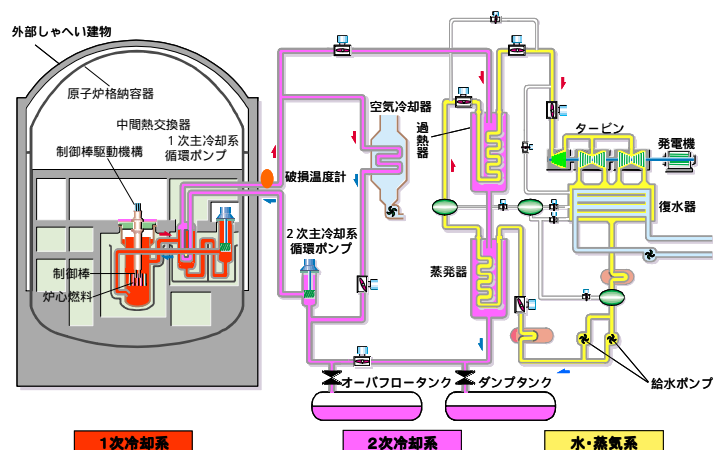 外部しゃへい建物
原子炉格納容器
中間熱交換器
1次主冷却系
循環ポンプ
制御棒駆動機構
破損温度計
空気冷却器
過熱器
タービン
発電機
復水器
2次主冷却系
循環ポンプ
蒸発器
制御棒
炉心燃料
オーバフロータンク
ダンプタンク
給水ポンプ
1次冷却系
2次冷却系
水・蒸気系